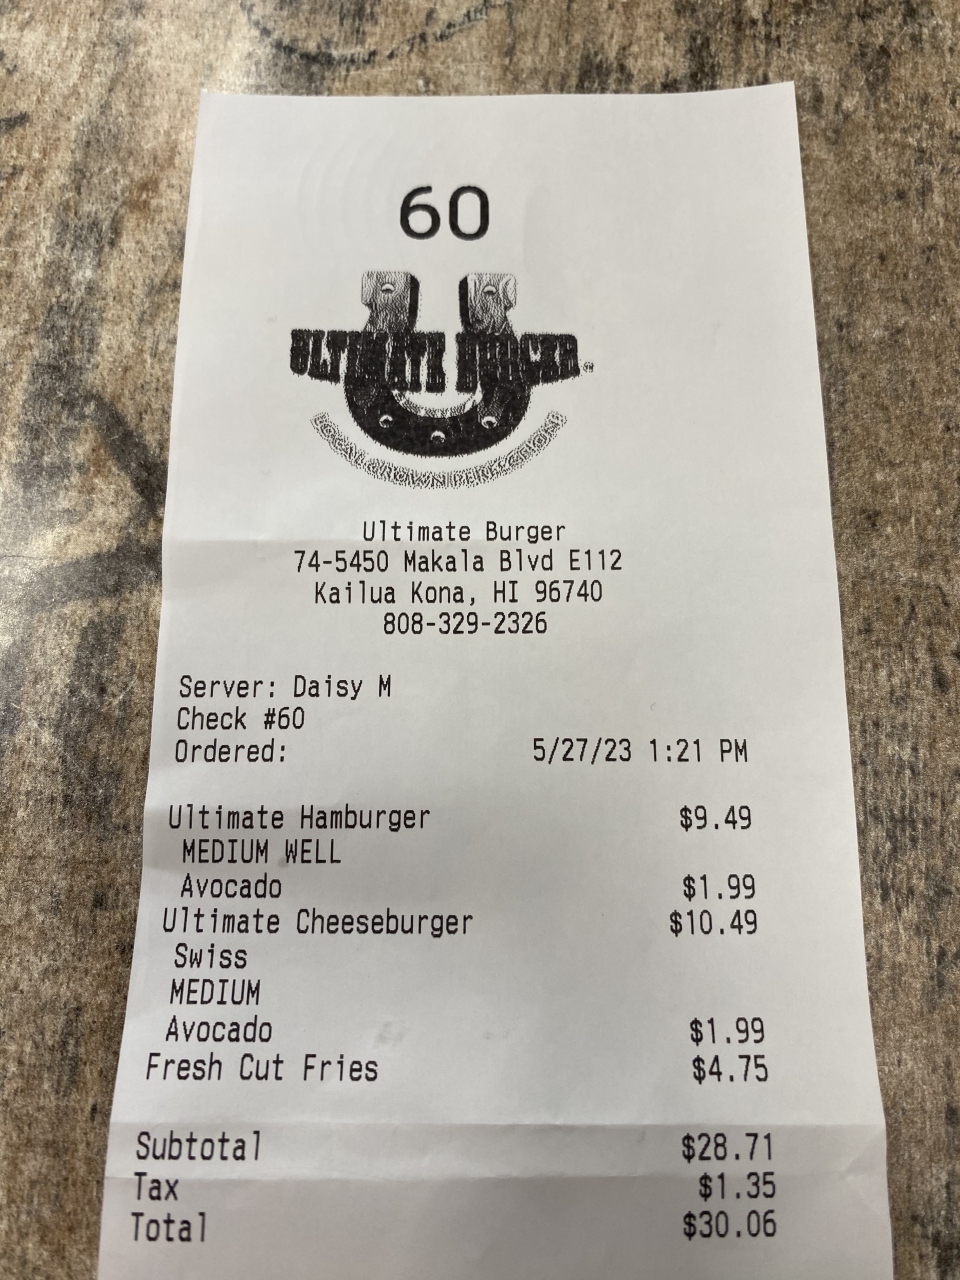 60
ULTIMATE BURGER
LOCAL GROWN PERFECTION!
Ultimate Burger
74-5450 Makala Blvd E112
Kailua Kona, HI 96740
808-329-2326
Server: Daisy M
Check #60
Ordered: 5/27/23 1:21 PM
Ultimate Hamburger $9.49
MEDIUM WELL
Avocado $1.99
Ultimate Cheeseburger $10.49
Swiss
MEDIUM
Avocado $1.99
Fresh Cut Fries $4.75
Subtotal $28.71
Tax $1.35
Total $30.06